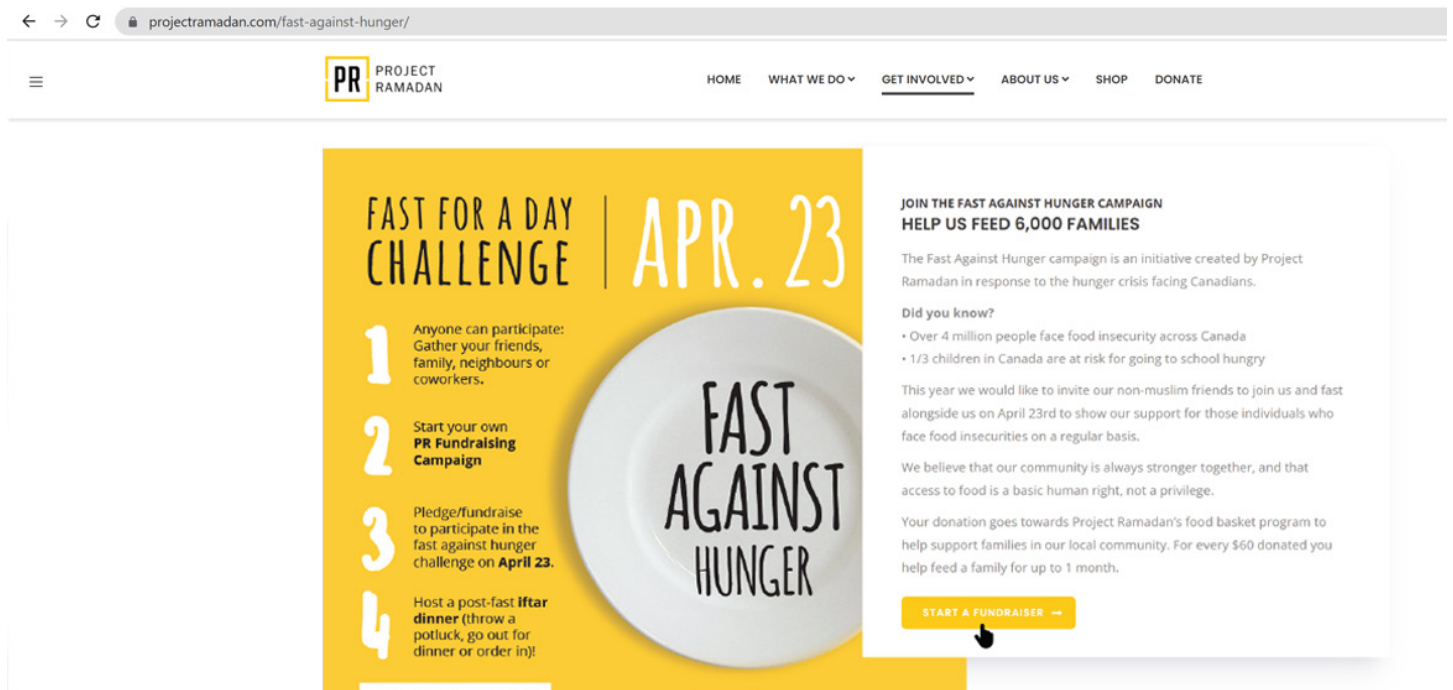 projectramadan.com/fast-against-hunger/
PR PROJECT
RAMADAN
HOME WHAT WE DO GET INVOLVED ABOUT US SHOP DONATE
FAST FOR A DAY
CHALLENGE
APR. 23
1
Anyone can participate:
Gather your friends,
family, neighbours or
coworkers.
2
Start your own
PR Fundraising
Campaign
3
Pledge/fundraise
to participate in the
fast against hunger
challenge on April 23.
4
Host a post-fast iftar
dinner (throw a
potluck, go out for
dinner or order in)!
FAST
AGAINST
HUNGER
JOIN THE FAST AGAINST HUNGER CAMPAIGN
HELP US FEED 6,000 FAMILIES
The Fast Against Hunger campaign is an initiative created by Project
Ramadan in response to the hunger crisis facing Canadians.
Did you know?
• Over 4 million people face food insecurity across Canada
• 1/3 children in Canada are at risk for going to school hungry
This year we would like to invite our non-muslim friends to join us and fast
alongside us on April 23rd to show our support for those individuals who
face food insecurities on a regular basis.
We believe that our community is always stronger together, and that
access to food is a basic human right, not a privilege.
Your donation goes towards Project Ramadan's food basket program to
help support families in our local community. For every $60 donated you
help feed a family for up to 1 month.
START A FUNDRAISER →